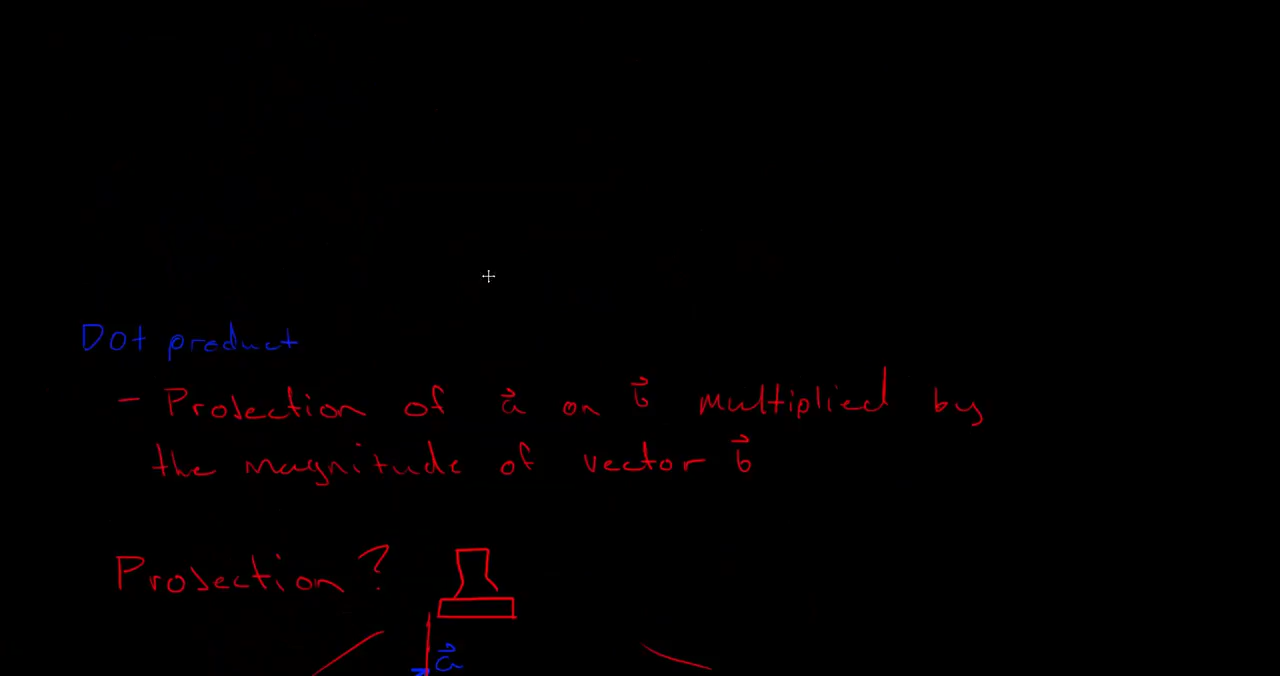 Dot product
- Projection of a⃗ on b⃗ multiplied by
the magnitude of vector b⃗
Projection?
a⃗